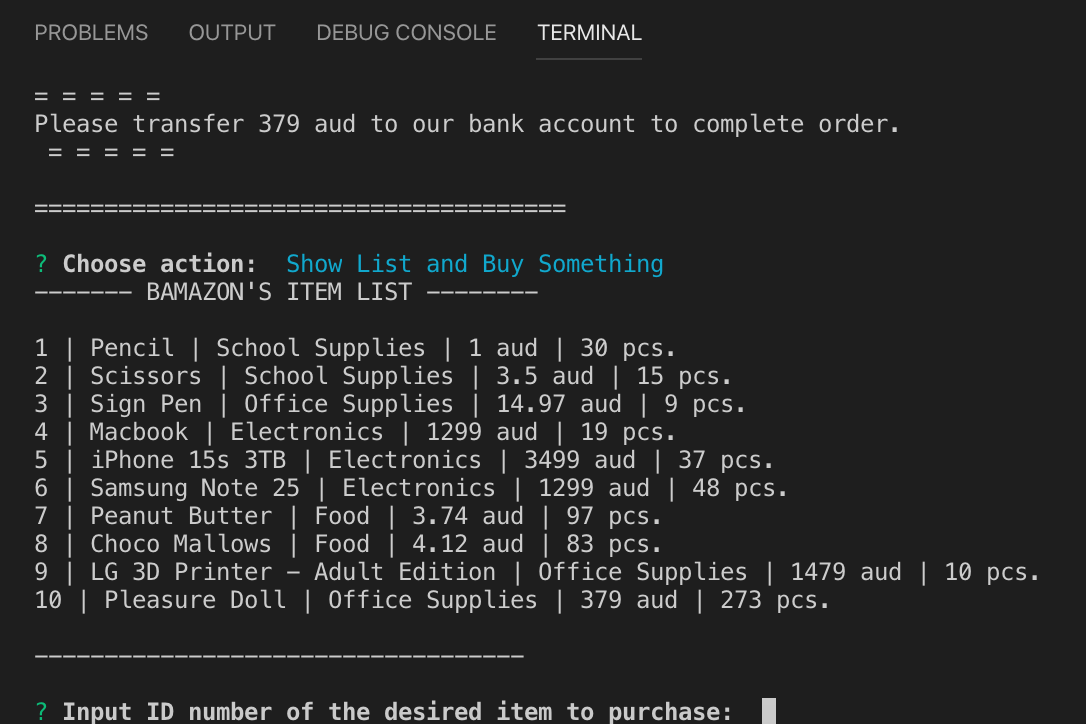 PROBLEMS OUTPUT DEBUG CONSOLE TERMINAL
= = = = =
Please transfer 379 aud to our bank account to complete order.
= = = = =
======================================
? Choose action: Show List and Buy Something
------- BAMAZON'S ITEM LIST --------
1 | Pencil | School Supplies | 1 aud | 30 pcs.
2 | Scissors | School Supplies | 3.5 aud | 15 pcs.
3 | Sign Pen | Office Supplies | 14.97 aud | 9 pcs.
4 | Macbook | Electronics | 1299 aud | 19 pcs.
5 | iPhone 15s 3TB | Electronics | 3499 aud | 37 pcs.
6 | Samsung Note 25 | Electronics | 1299 aud | 48 pcs.
7 | Peanut Butter | Food | 3.74 aud | 97 pcs.
8 | Choco Mallows | Food | 4.12 aud | 83 pcs.
9 | LG 3D Printer - Adult Edition | Office Supplies | 1479 aud | 10 pcs.
10 | Pleasure Doll | Office Supplies | 379 aud | 273 pcs.
-----------------------------------
? Input ID number of the desired item to purchase: